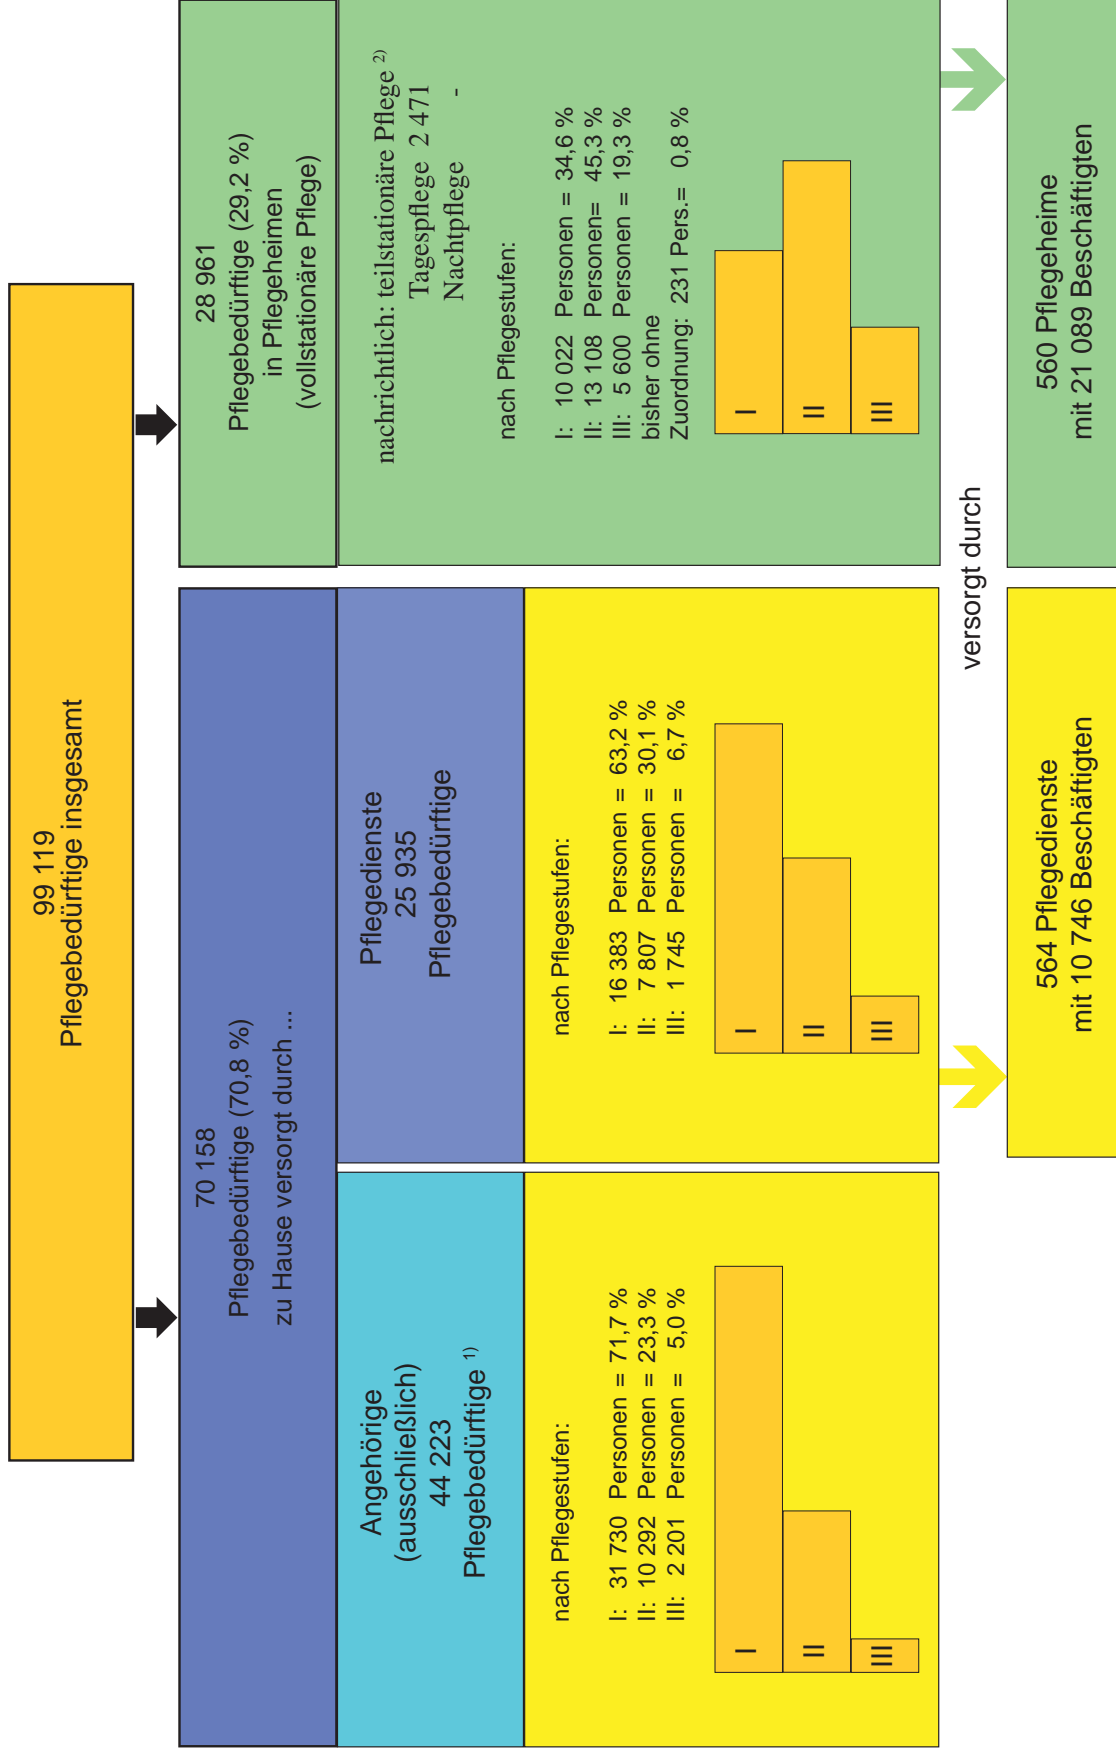 99 119
Pflegebedürftige insgesamt
70 158
Pflegebedürftige (70,8 %)
zu Hause versorgt durch ...
28 961
Pflegebedürftige (29,2 %)
in Pflegeheimen
(vollstationäre Pflege)
Angehörige
(ausschließlich)
44 223
Pflegebedürftige 1)
nach Pflegestufen:
I: 31 730 Personen = 71,7 %
II: 10 292 Personen = 23,3 %
III: 2 201 Personen = 5,0 %
I
II
III
Pflegedienste
25 935
Pflegebedürftige
nach Pflegestufen:
I: 16 383 Personen = 63,2 %
II: 7 807 Personen = 30,1 %
III: 1 745 Personen = 6,7 %
I
II
III
nachrichtlich: teilstationäre Pflege 2)
Tagespflege 2 471
Nachtpflege -
nach Pflegestufen:
I: 10 022 Personen = 34,6 %
II: 13 108 Personen= 45,3 %
III: 5 600 Personen = 19,3 %
bisher ohne
Zuordnung: 231 Pers.= 0,8 %
I
II
III
versorgt durch
564 Pflegedienste
mit 10 746 Beschäftigten
560 Pflegeheime
mit 21 089 Beschäftigten